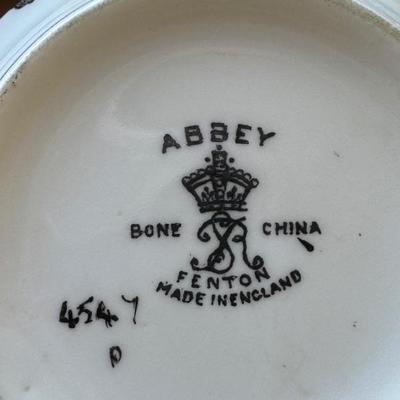 ABBEY
BONE CHINA
FENTON
MADE IN ENGLAND
4547
P